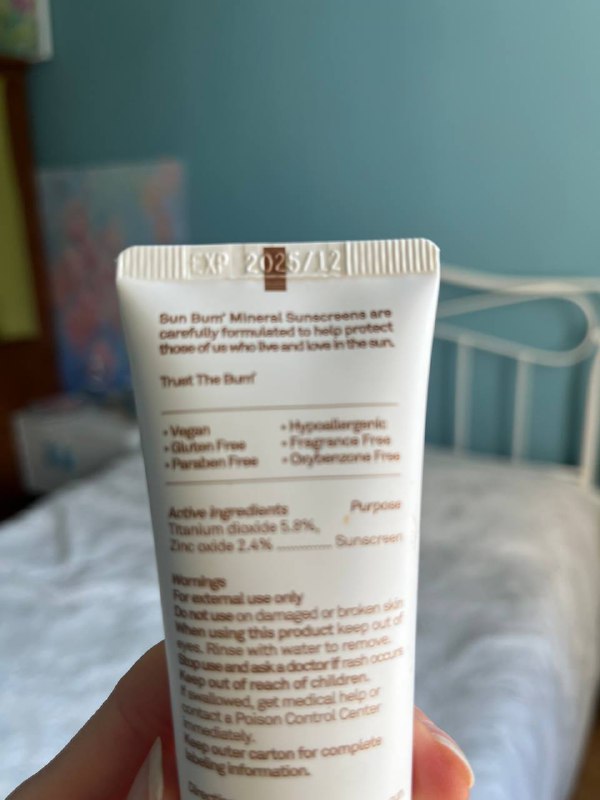 EXP 2025/12
Sun Bum® Mineral Sunscreens are
carefully formulated to help protect
those of us who live and love in the sun.
Trust The Bum®
• Vegan
• Gluten Free
• Paraben Free
• Hypoallergenic
• Fragrance Free
• Oxybenzone Free
Active Ingredients Purpose
Titanium dioxide 5.8%,
Zinc oxide 2.4% ............ Sunscreen
Warnings
For external use only
Do not use on damaged or broken skin
When using this product keep out of
eyes. Rinse with water to remove.
Stop use and ask a doctor if rash occurs
Keep out of reach of children.
If swallowed, get medical help or
contact a Poison Control Center
immediately.
Keep outer carton for complete
labeling information.